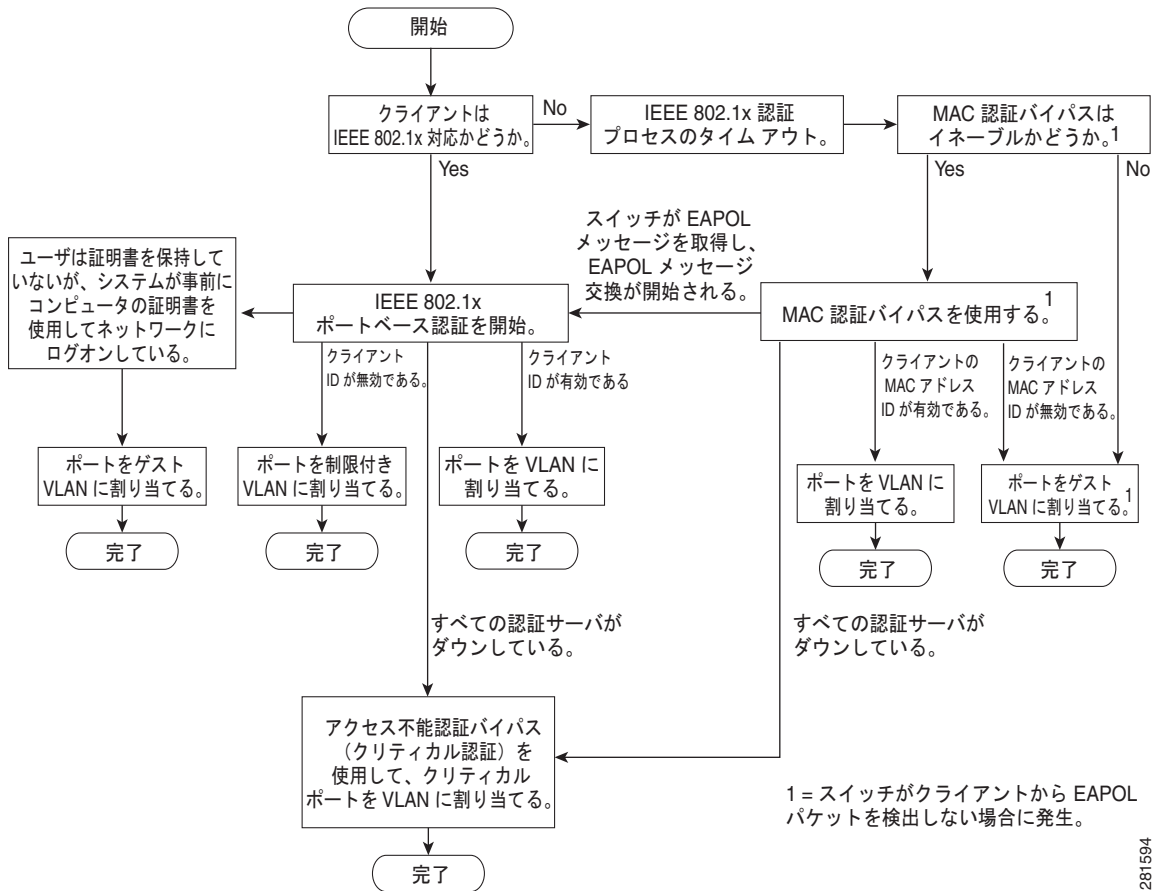 開始
クライアントは
IEEE 802.1x 対応かどうか。
No
IEEE 802.1x 認証
プロセスのタイム アウト。
MAC 認証バイパスは
イネーブルかどうか。1
Yes
Yes
No
スイッチが EAPOL
メッセージを取得し、
EAPOL メッセージ
交換が開始される。
ユーザは証明書を保持して
いないが、システムが事前に
コンピュータの証明書を
使用してネットワークに
ログオンしている。
IEEE 802.1x
ポートベース認証を開始。
MAC 認証バイパスを使用する。1
クライアント
ID が無効である。
クライアント
ID が有効である
クライアントの
MAC アドレス
ID が有効である。
クライアントの
MAC アドレス
ID が無効である。
ポートをゲスト
VLAN に割り当てる。
ポートを制限付き
VLAN に割り当てる。
ポートを VLAN に
割り当てる。
ポートを VLAN に
割り当てる。
ポートをゲスト
VLAN に割り当てる。1
完了
完了
完了
完了
完了
すべての認証サーバが
ダウンしている。
すべての認証サーバが
ダウンしている。
アクセス不能認証バイパス
（クリティカル認証）を
使用して、クリティカル
ポートを VLAN に割り当てる。
完了
1 = スイッチがクライアントから EAPOL
パケットを検出しない場合に発生。
281594